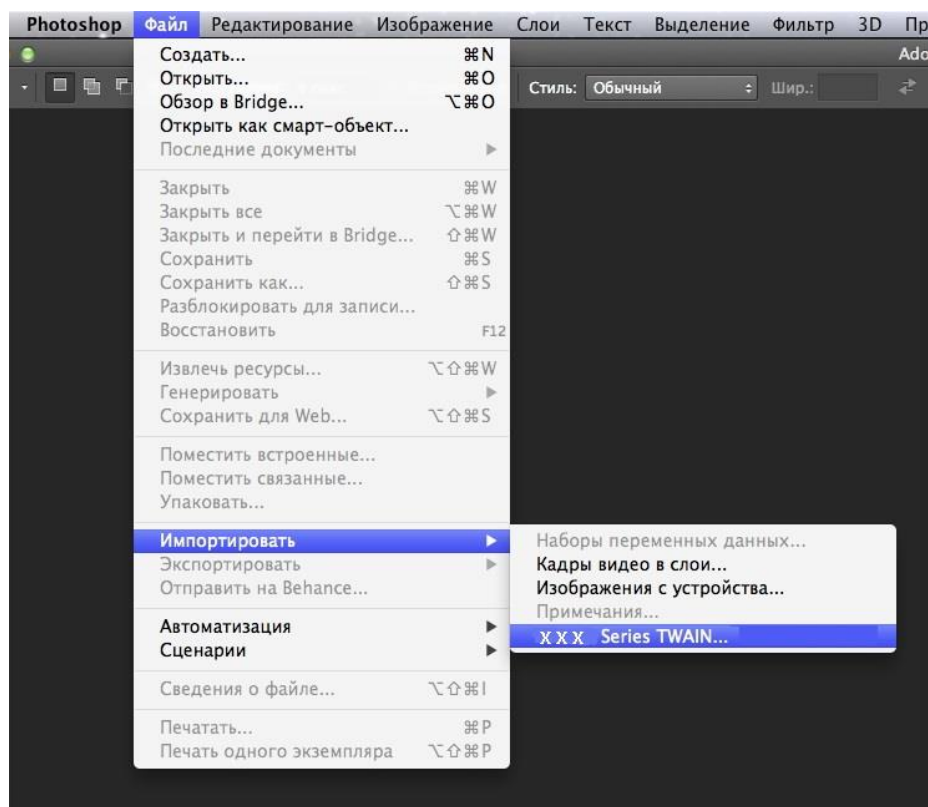 Photoshop Файл Редактирование Изображение Слои Текст Выделение Фильтр 3D Пр
Ado
Стиль: Обычный Шир.:
Создать... ⌘N
Открыть... ⌘O
Обзор в Bridge... ⌥⌘O
Открыть как смарт-объект...
Последние документы
Закрыть ⌘W
Закрыть все ⌥⌘W
Закрыть и перейти в Bridge... ⇧⌘W
Сохранить ⌘S
Сохранить как... ⇧⌘S
Разблокировать для записи...
Восстановить F12
Извлечь ресурсы... ⌥⇧⌘W
Генерировать
Сохранить для Web... ⌥⇧⌘S
Поместить встроенные...
Поместить связанные...
Упаковать...
Импортировать
Экспортировать
Отправить на Behance...
Автоматизация
Сценарии
Сведения о файле... ⌥⇧⌘I
Печатать... ⌘P
Печать одного экземпляра ⌥⇧⌘P
Наборы переменных данных...
Кадры видео в слои...
Изображения с устройства...
Примечания...
X X X Series TWAIN...